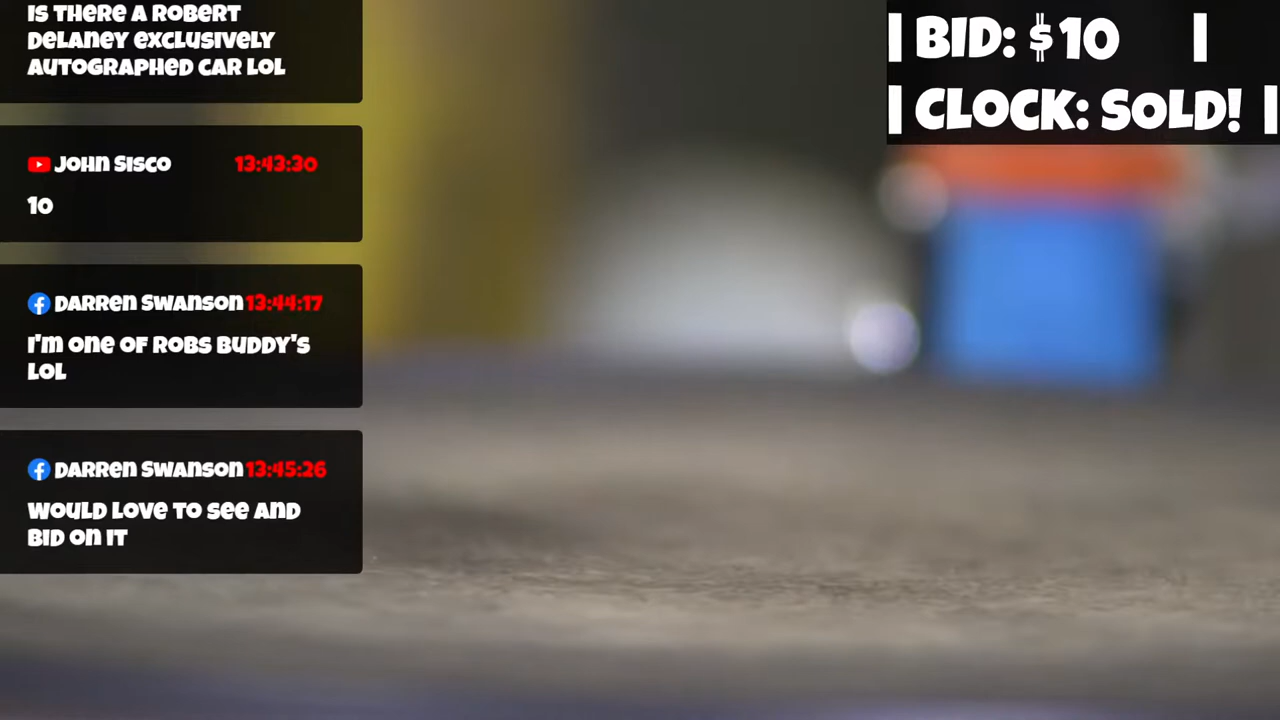 IS THERE A ROBERT
DELANEY EXCLUSIVELY
AUTOGRAPHED CAR LOL
JOHN SISCO 13:43:30
10
DARREN SWANSON 13:44:17
I'M ONE OF ROBS BUDDY'S
LOL
DARREN SWANSON 13:45:26
WOULD LOVE TO SEE AND
BID ON IT
| BID: $10 |
| CLOCK: SOLD! |